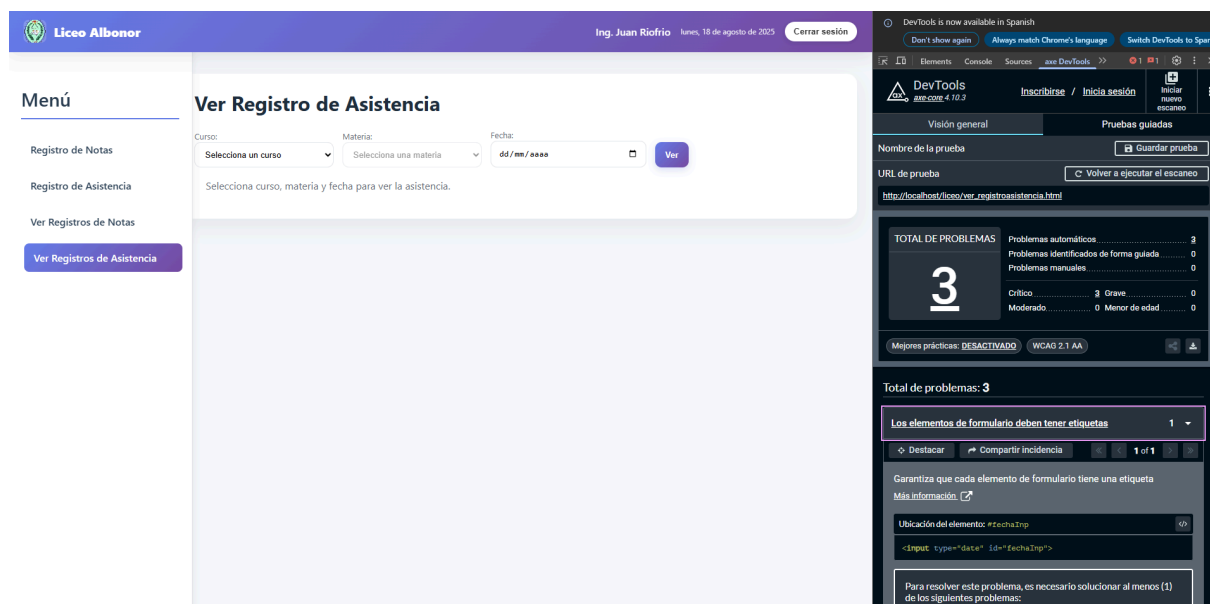 Liceo Albonor
Ing. Juan Riofrio lunes, 18 de agosto de 2025 Cerrar sesión
Menú
Registro de Notas
Registro de Asistencia
Ver Registros de Notas
Ver Registros de Asistencia
Ver Registro de Asistencia
Curso: Materia: Fecha:
Selecciona un curso Selecciona una materia dd/mm/aaaa Ver
Selecciona curso, materia y fecha para ver la asistencia.
DevTools is now available in Spanish
Don't show again Always match Chrome's language Switch DevTools to Span
Elements Console Sources axe DevTools 1 1
ax DevTools
axe-core 4.10.3
Inscribirse / Inicia sesión
Iniciar
nuevo
escaneo
Visión general Pruebas guiadas
Nombre de la prueba Guardar prueba
URL de prueba Volver a ejecutar el escaneo
http://localhost/liceo/ver_registroasistencia.html
TOTAL DE PROBLEMAS
3
Problemas automáticos 3
Problemas identificados de forma guiada 0
Problemas manuales 0
Crítico 3 Grave 0
Moderado 0 Menor de edad 0
Mejores prácticas: DESACTIVADO WCAG 2.1 AA
Total de problemas: 3
Los elementos de formulario deben tener etiquetas 1
Destacar Compartir incidencia 1 of 1
Garantiza que cada elemento de formulario tiene una etiqueta
Más información
Ubicación del elemento: #fechaInp
<input type="date" id="fechaInp">
Para resolver este problema, es necesario solucionar al menos (1)
de los siguientes problemas: